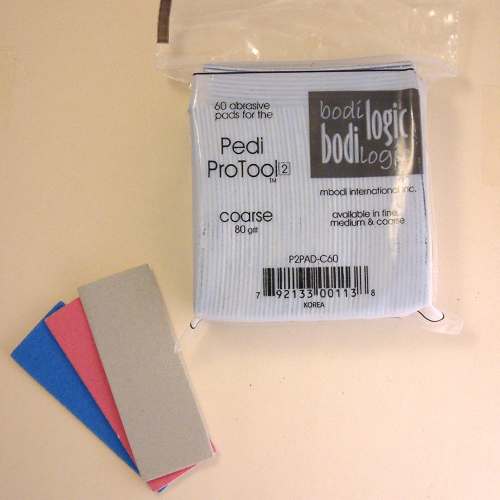 60 abrasive
pads for the
Pedi
ProTool 2
TM
coarse
80 grit
bodi logic
bodi logic
mbodi international inc.
available in fine,
medium & coarse
P2PAD-C60
7 92133 00113 8
KOREA